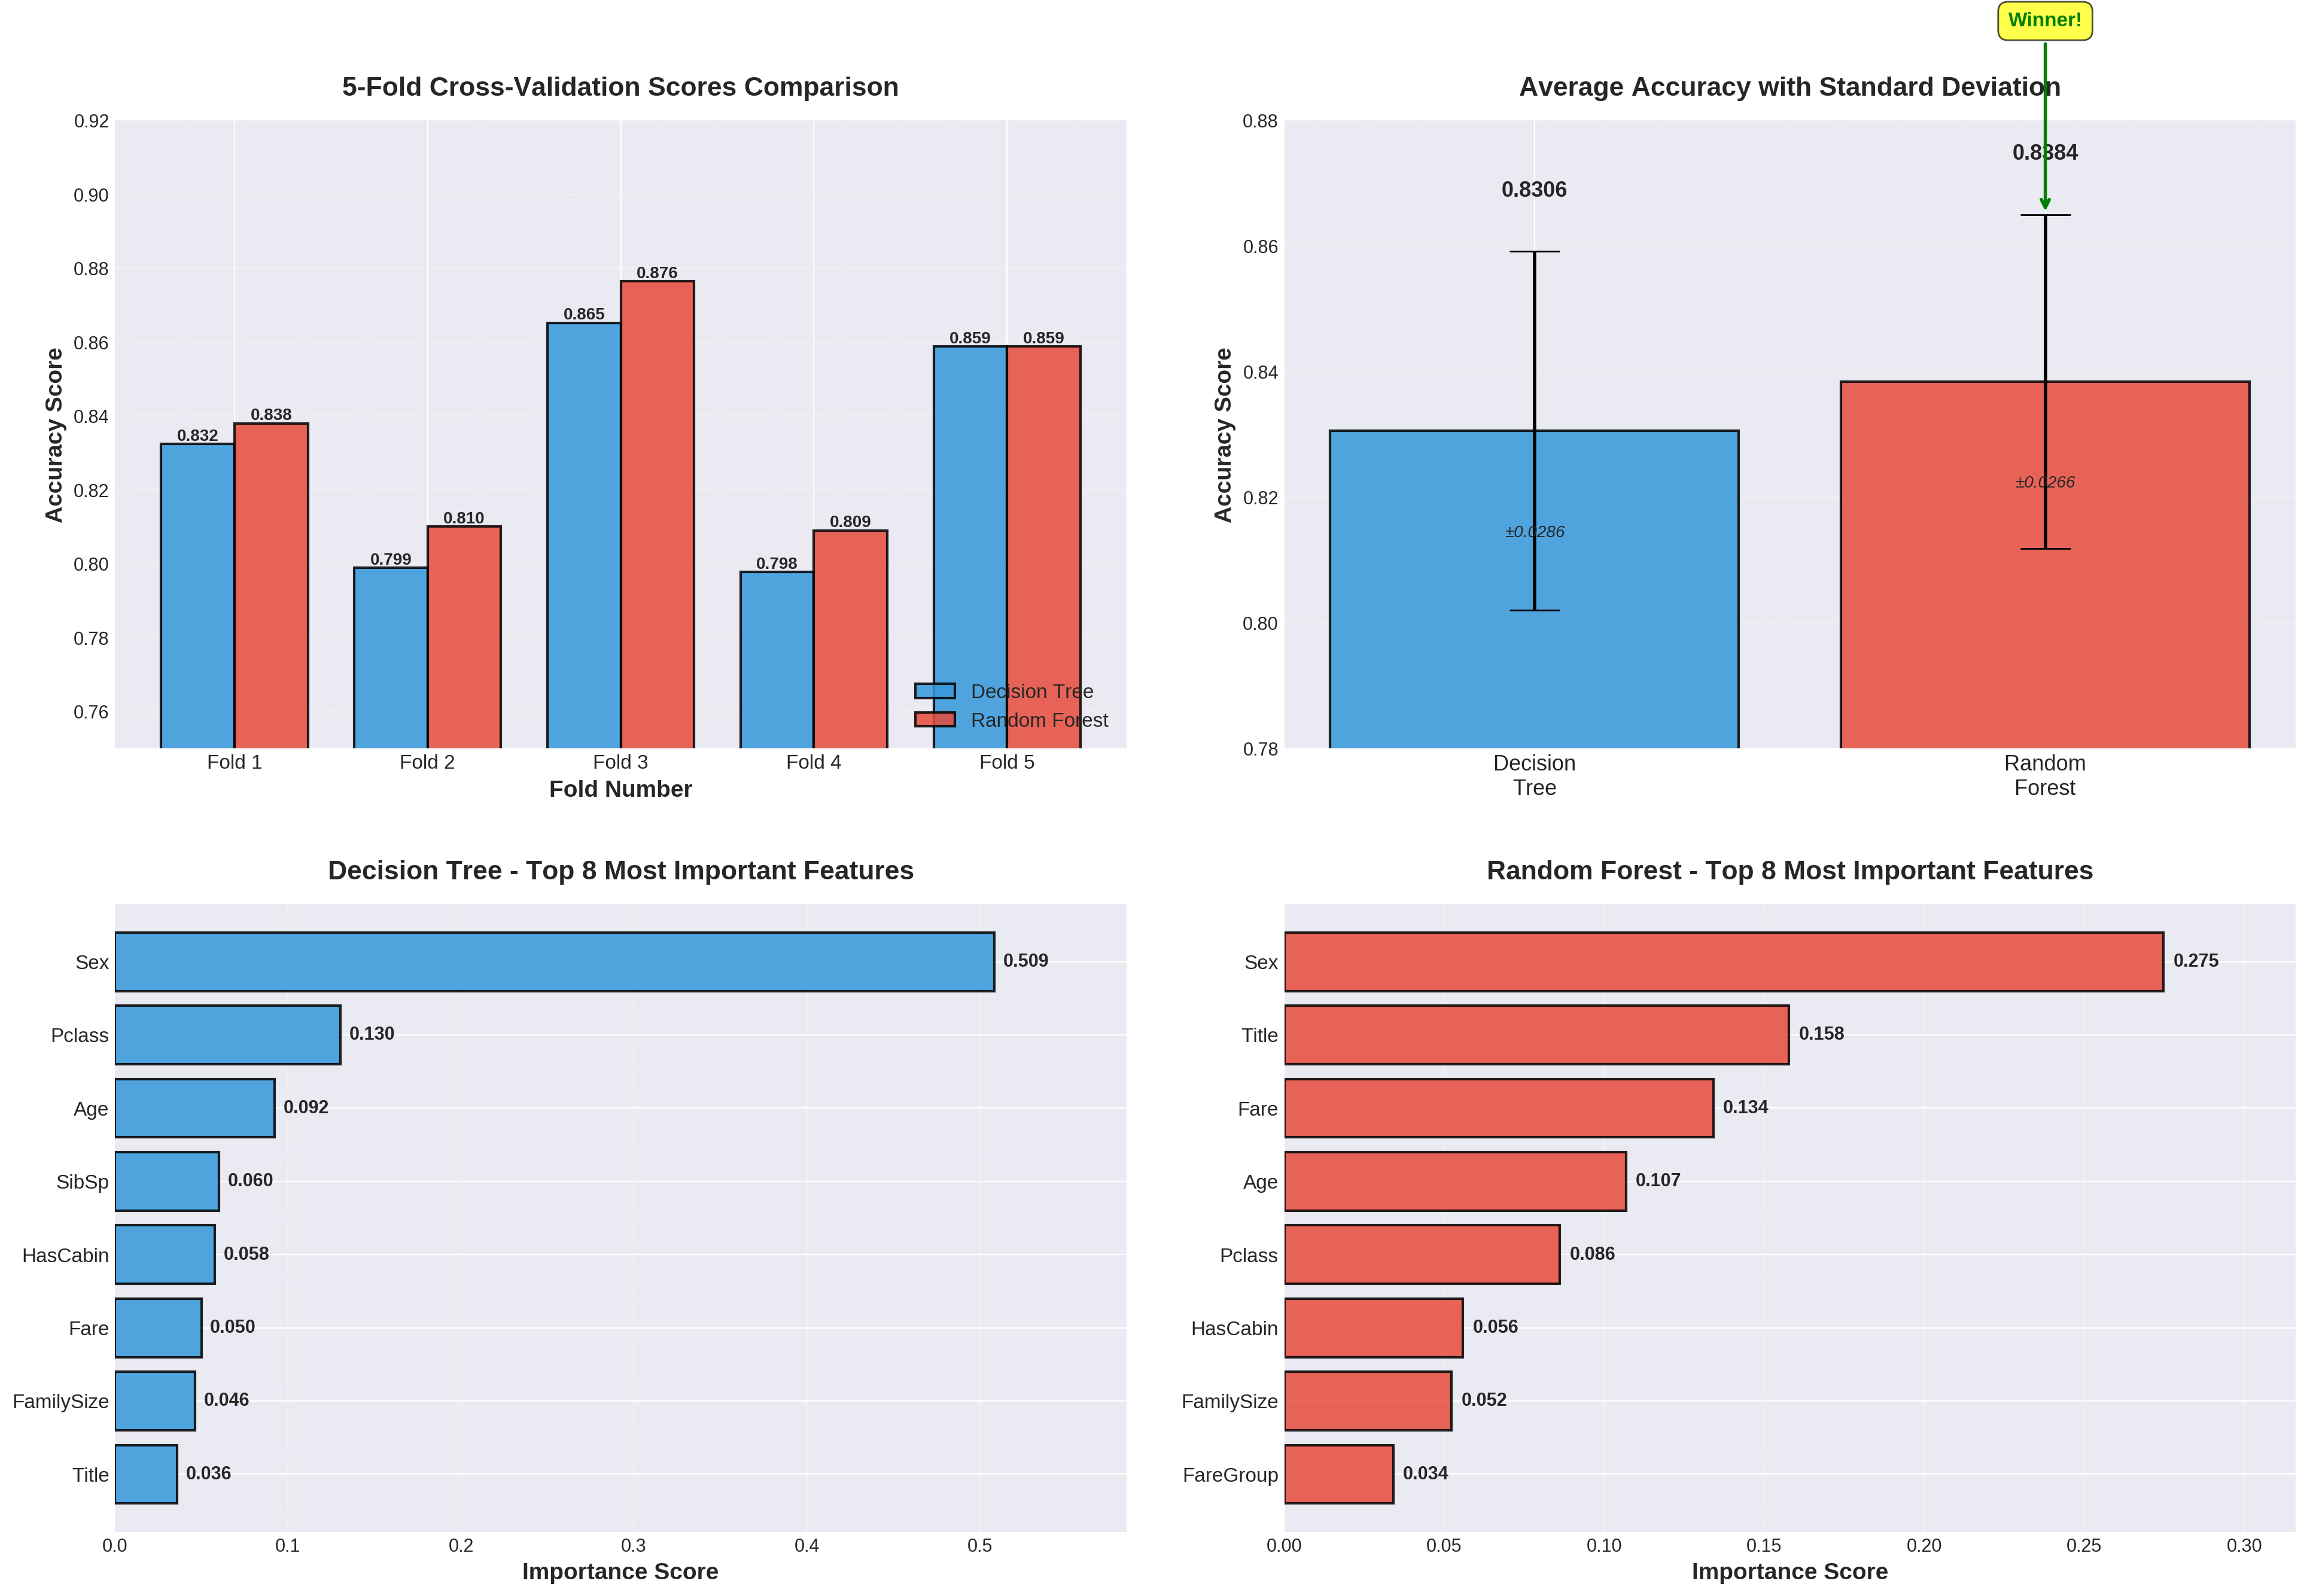 Winner!
5-Fold Cross-Validation Scores Comparison
Accuracy Score
0.92
0.90
0.88
0.86
0.84
0.82
0.80
0.78
0.76
0.832
0.838
0.799
0.810
0.865
0.876
0.798
0.809
0.859
0.859
Decision Tree
Random Forest
Fold 1
Fold 2
Fold 3
Fold 4
Fold 5
Fold Number
Average Accuracy with Standard Deviation
Accuracy Score
0.88
0.86
0.84
0.82
0.80
0.78
0.8306
0.8384
±0.0286
±0.0266
Decision
Tree
Random
Forest
Decision Tree - Top 8 Most Important Features
Sex
0.509
Pclass
0.130
Age
0.092
SibSp
0.060
HasCabin
0.058
Fare
0.050
FamilySize
0.046
Title
0.036
0.0
0.1
0.2
0.3
0.4
0.5
Importance Score
Random Forest - Top 8 Most Important Features
Sex
0.275
Title
0.158
Fare
0.134
Age
0.107
Pclass
0.086
HasCabin
0.056
FamilySize
0.052
FareGroup
0.034
0.00
0.05
0.10
0.15
0.20
0.25
0.30
Importance Score